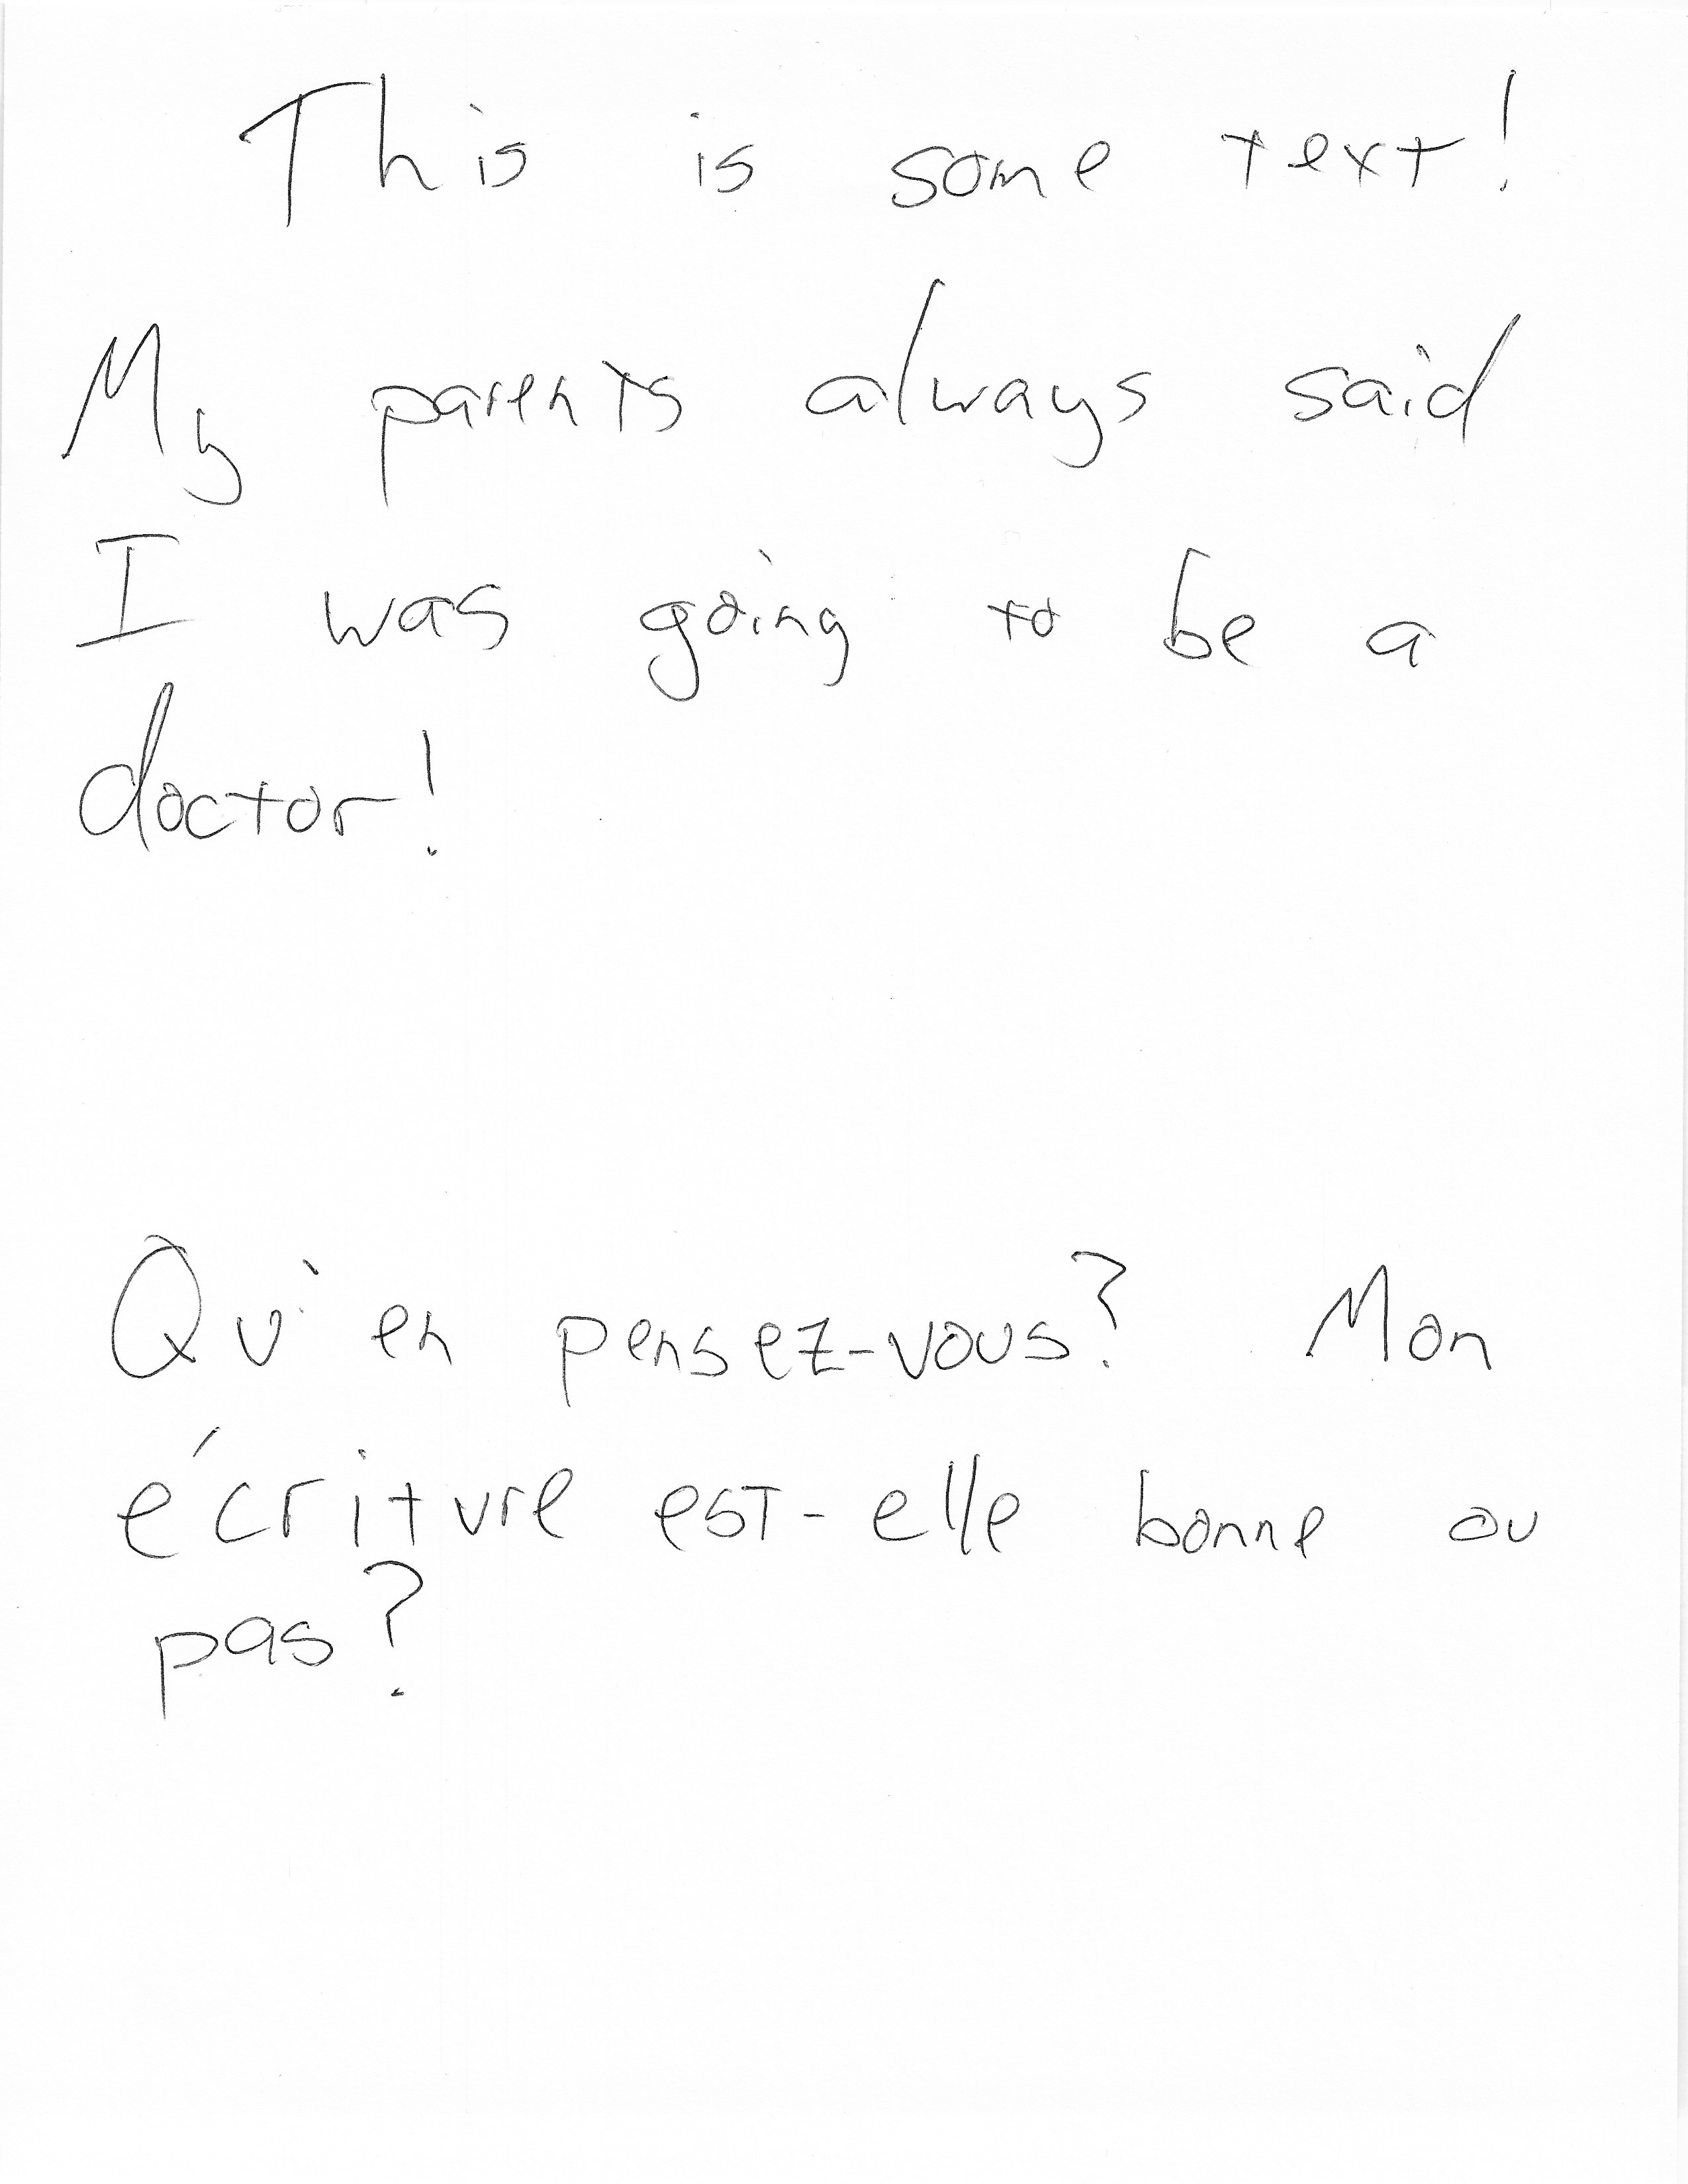 This is some text!
My parents always said
I was going to be a
doctor!
Qu'en pensez-vous? Mon
écriture est-elle bonne ou
pas?